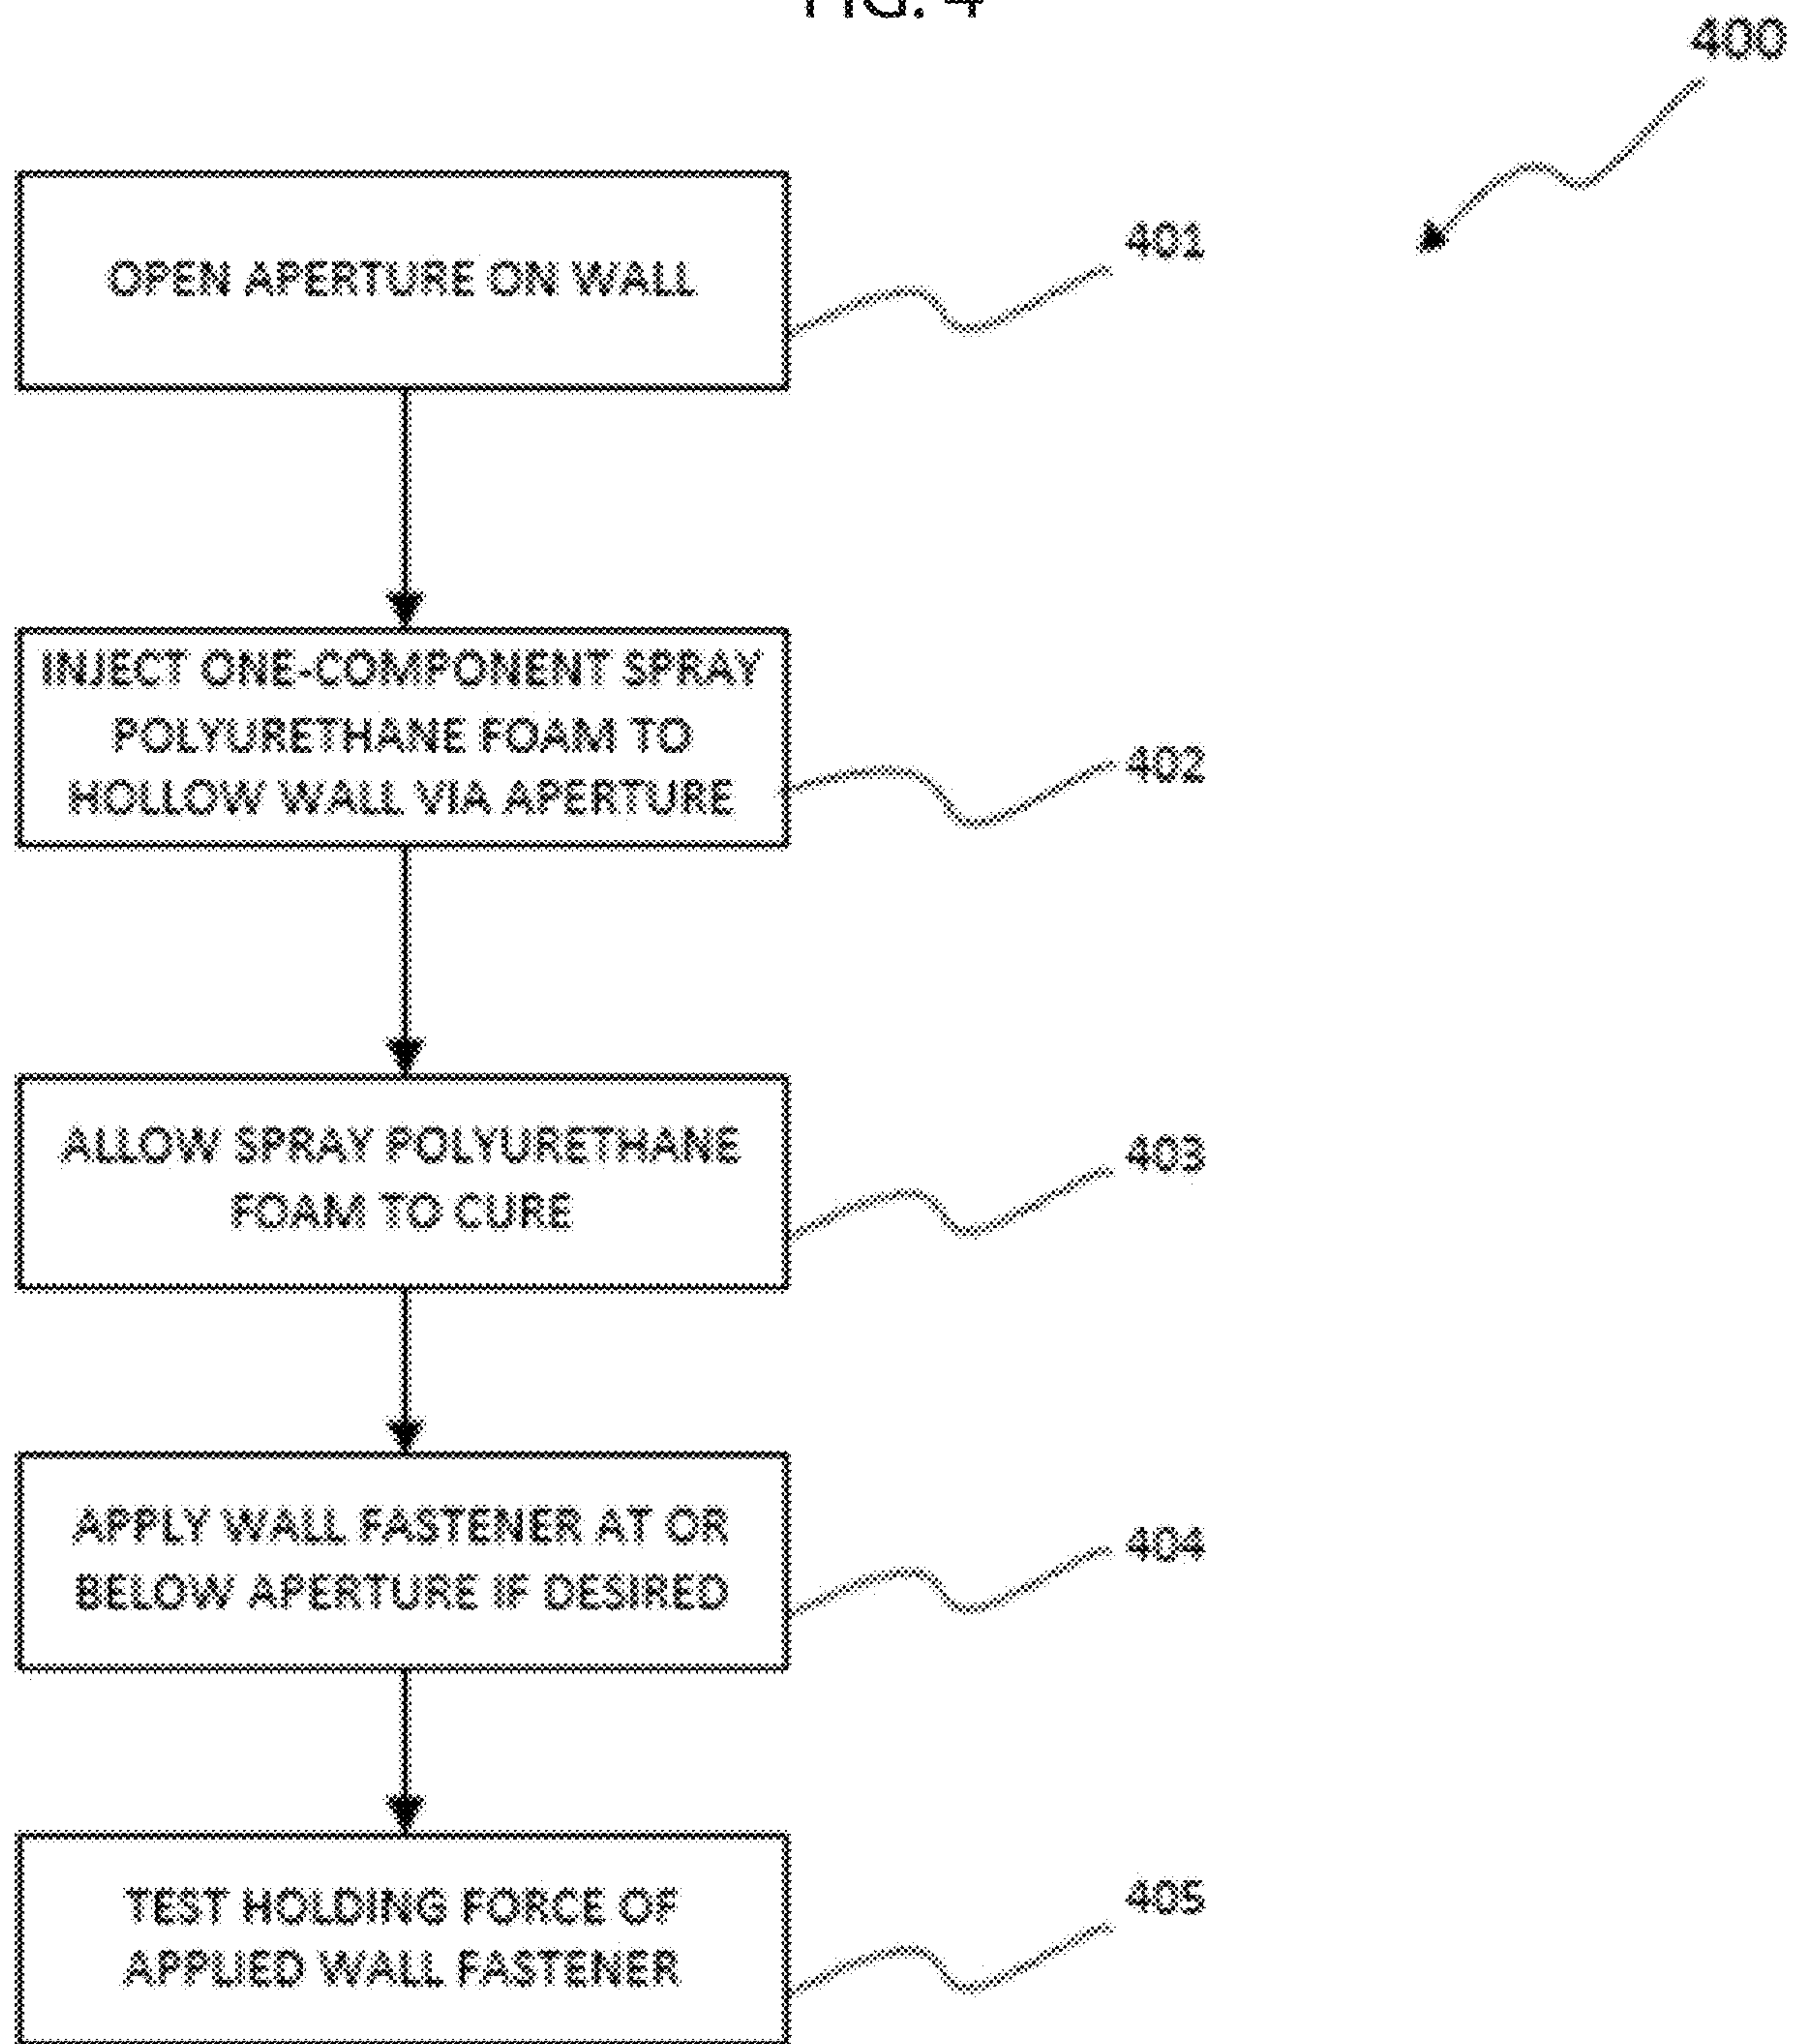 FIG. 4
400
OPEN APERTURE ON WALL
401
INJECT ONE-COMPONENT SPRAY
POLYURETHANE FOAM TO
HOLLOW WALL VIA APERTURE
402
ALLOW SPRAY POLYURETHANE
FOAM TO CURE
403
APPLY WALL FASTENER AT OR
BELOW APERTURE IF DESIRED
404
TEST HOLDING FORCE OF
APPLIED WALL FASTENER
405